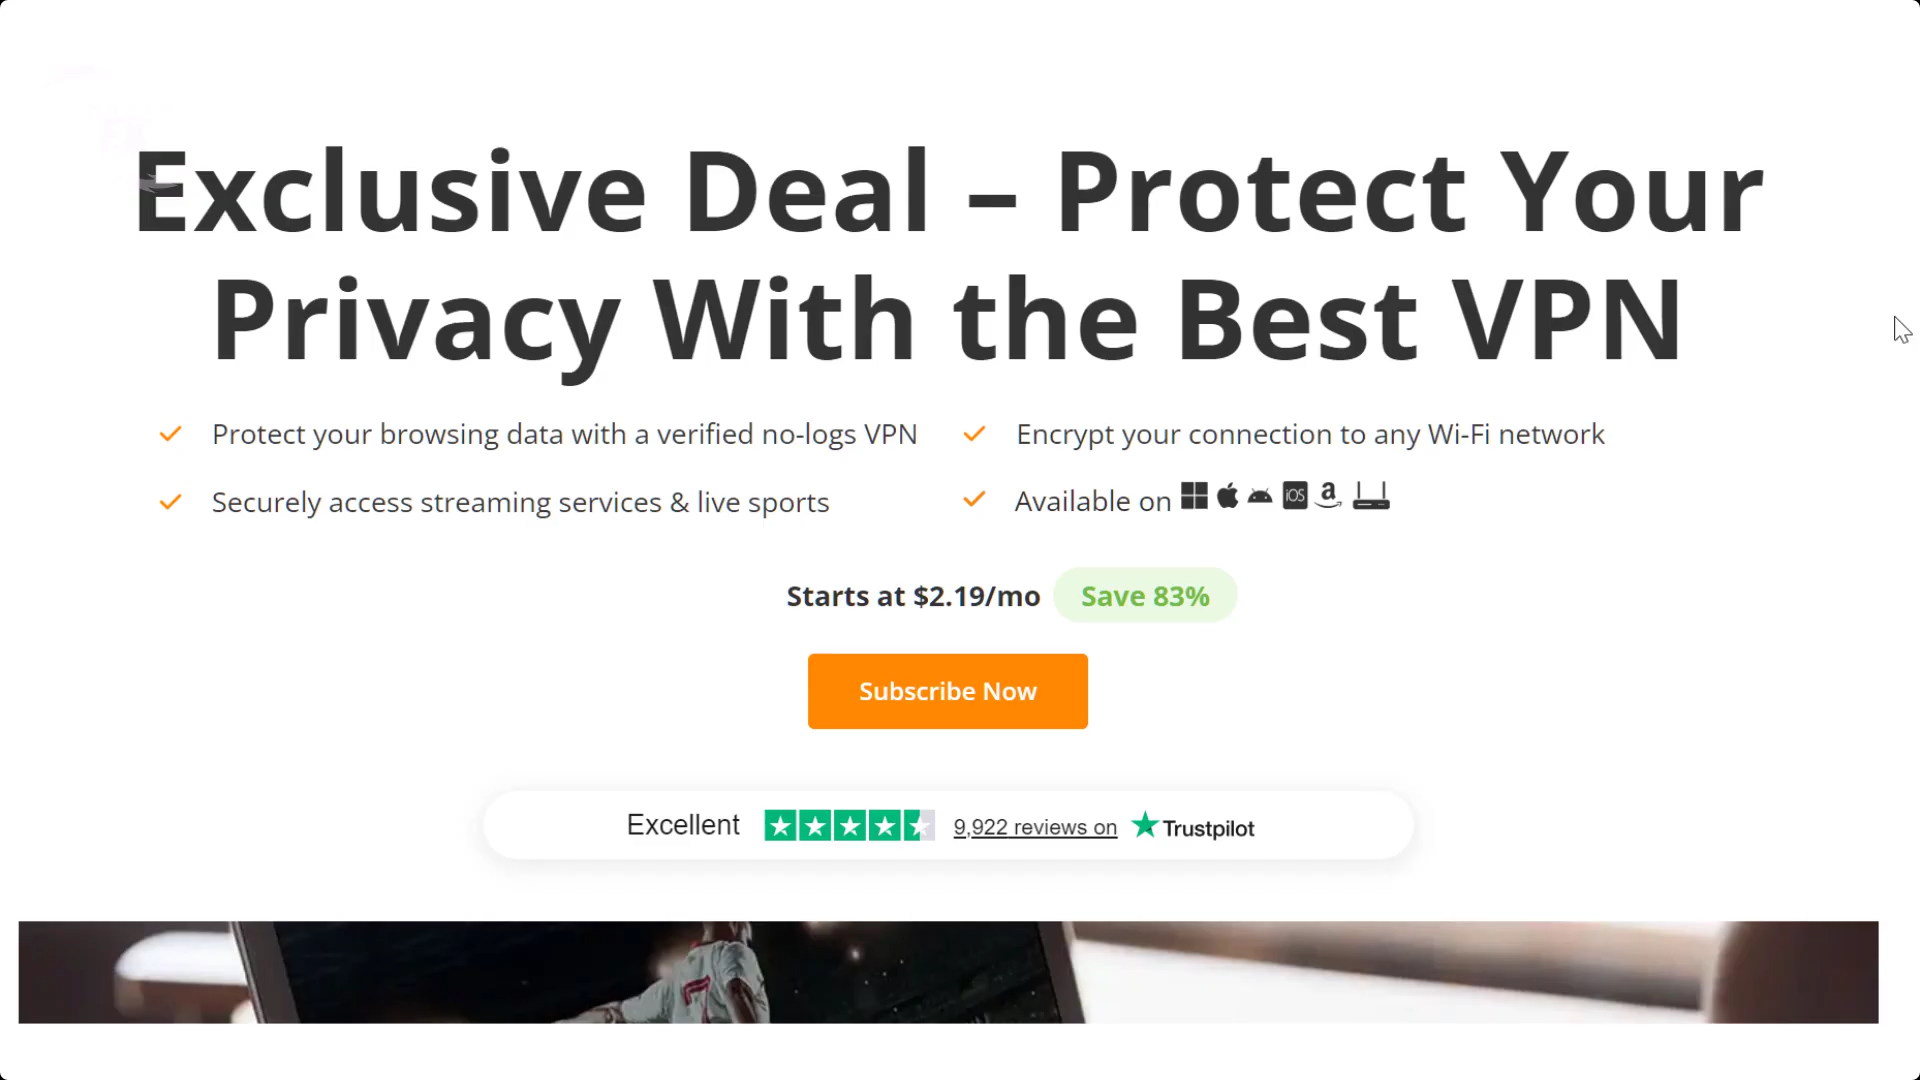 Exclusive Deal – Protect Your
Privacy With the Best VPN
Protect your browsing data with a verified no-logs VPN
Encrypt your connection to any Wi-Fi network
Securely access streaming services & live sports
Available on iOS a
Starts at $2.19/mo Save 83%
Subscribe Now
Excellent 9,922 reviews on Trustpilot
7